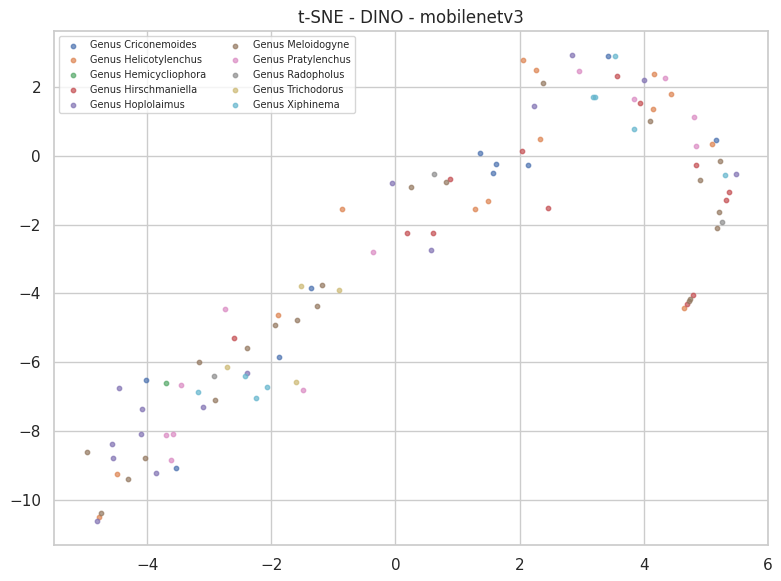 t-SNE - DINO - mobilenetv3
Genus Criconemoides
Genus Helicotylenchus
Genus Hemicycliophora
Genus Hirschmaniella
Genus Hoplolaimus
Genus Meloidogyne
Genus Pratylenchus
Genus Radopholus
Genus Trichodorus
Genus Xiphinema
2
0
−2
−4
−6
−8
−10
−4
−2
0
2
4
6